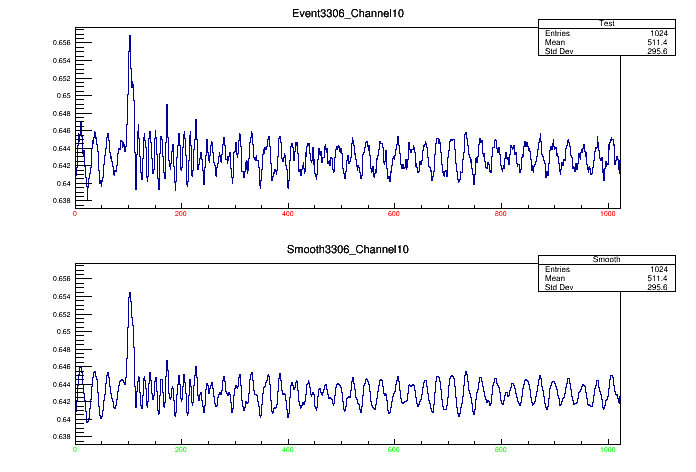 Event3306_Channel10
Test
Entries 1024
Mean 511.4
Std Dev 295.6
0.656
0.654
0.652
0.65
0.648
0.646
0.644
0.642
0.64
0.638
0 200 400 600 800 1000
Smooth3306_Channel10
Smooth
Entries 1024
Mean 511.4
Std Dev 295.6
0.656
0.654
0.652
0.65
0.648
0.646
0.644
0.642
0.64
0.638
0 200 400 600 800 1000